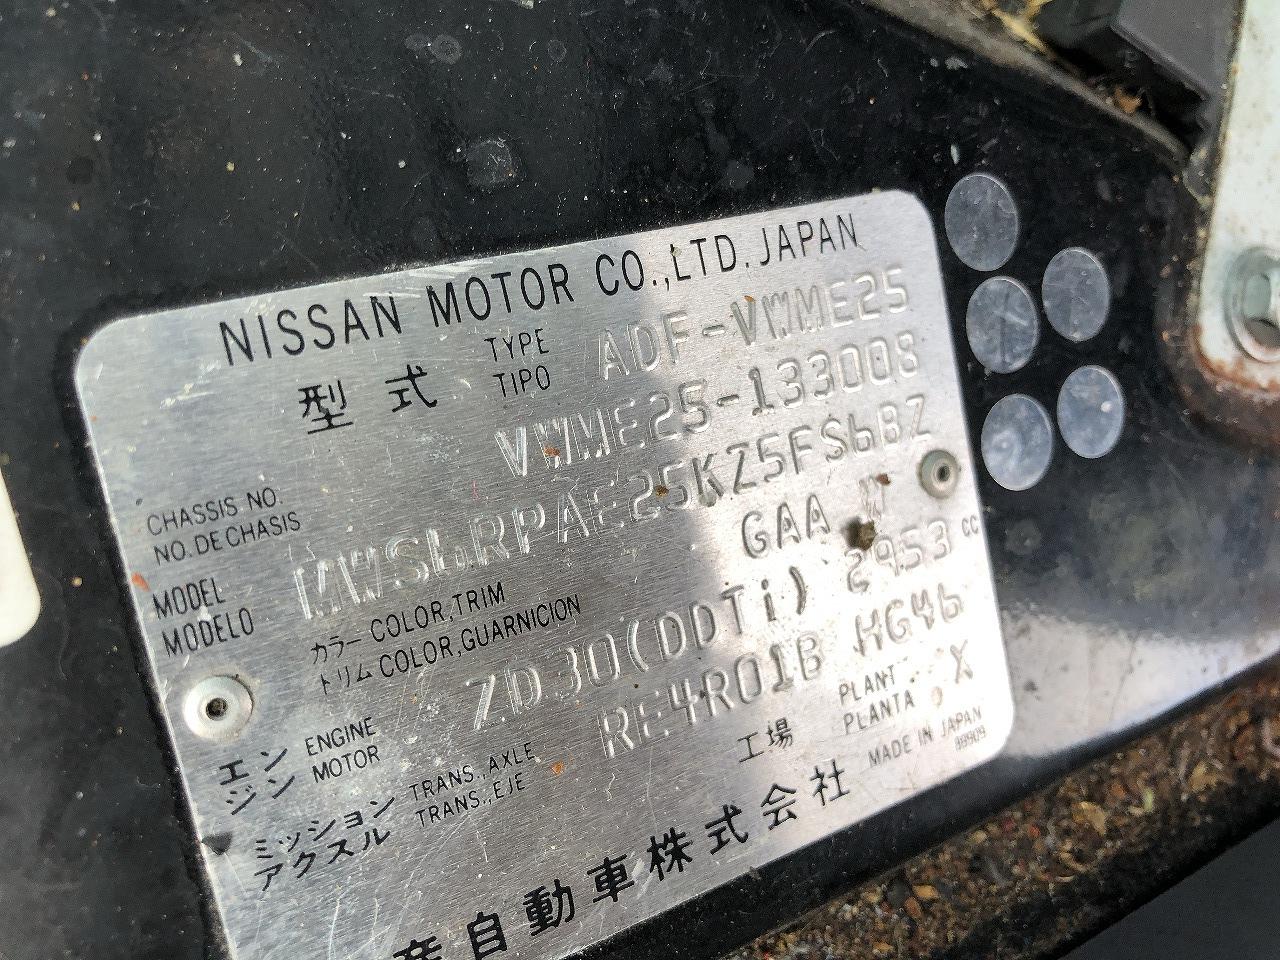 NISSAN MOTOR CO.,LTD.JAPAN
型式 TYPE TIPO ADF-VWME25
CHASSIS NO. NO.DE CHASIS VWME25-133008
MODEL MODELO MWSLRPAE25KZ5FS6BZ
カラー COLOR,TRIM
トリム COLOR,GUARNICION GAA W
エンジン ENGINE MOTOR ZD30(DDTi) 2953 CC
ミッション アクスル TRANS.,AXLE TRANS.,EJE RE4R01B HG46
工場 PLANT PLANTA X
産自動車株式会社 MADE IN JAPAN